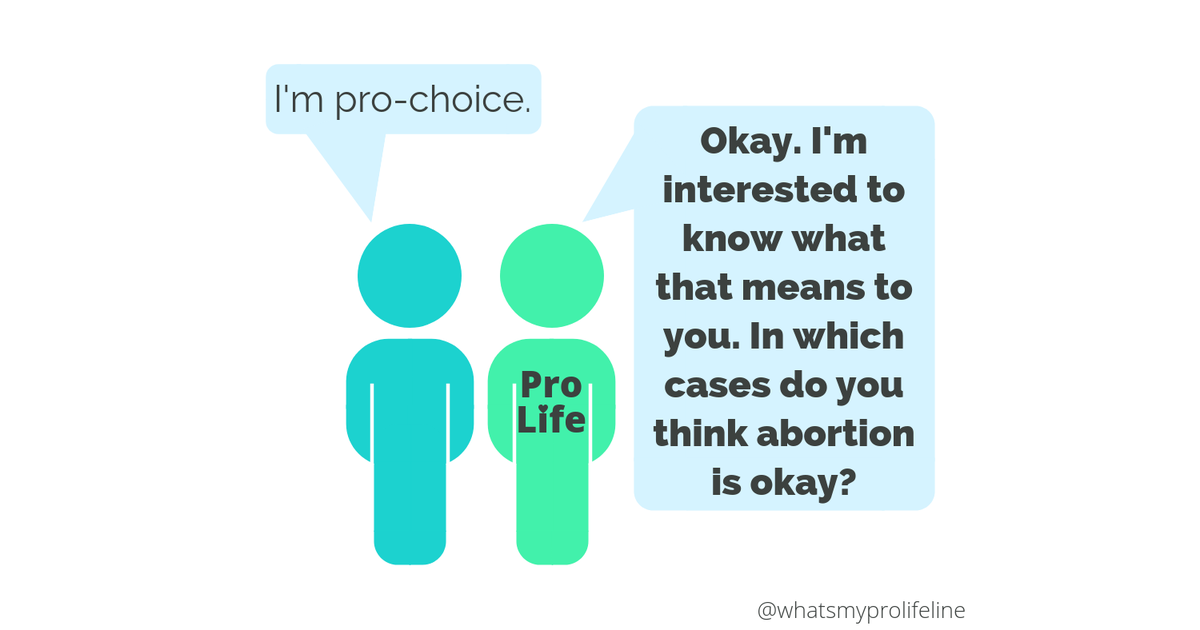 I'm pro-choice.
Okay. I'm
interested to
know what
that means to
you. In which
cases do you
think abortion
is okay?
Pro
Life
@whatsmyprolifeline